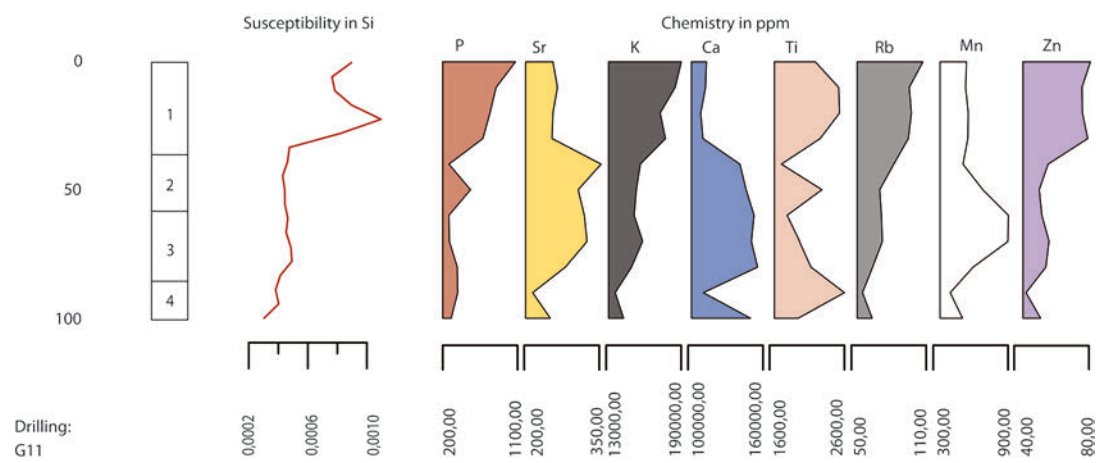 Susceptibility in Si
Chemistry in ppm
P Sr K Ca Ti Rb Mn Zn
0
1
50
2
3
4
100
0,0002 0,0006 0,0010 200,00 1100,00 200,00 350,00 13000,00 1900000,00 100000,00 160000,00 1600,00 2600,00 50,00 110,00 300,00 900,00 40,00 80,00
Drilling:
G11